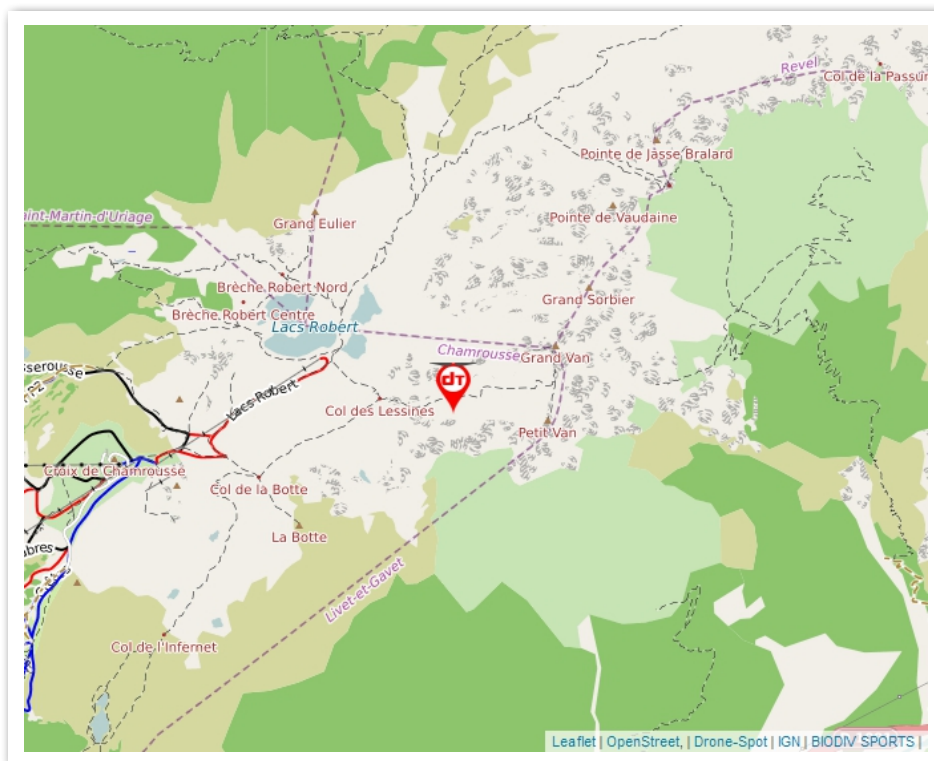 Revel
Col de la Passur
Pointe de Jasse Bralard
aint-Martin-d'Uriage
Grand Eulier
Pointe de Vaudaine
Brèche Robert Nord
Grand Sorbier
Brèche Robert Centre
Lacs Robert
Chamrousse
Grand Van
sserousse
dT
Lacs Robert
Col des Lessines
Petit Van
Croix de Chamrousse
Col de la Botte
La Botte
bres
Livet-et-Gavet
Col de l'Infernet
Leaflet | OpenStreet, | Drone-Spot | IGN | BIODIV SPORTS |